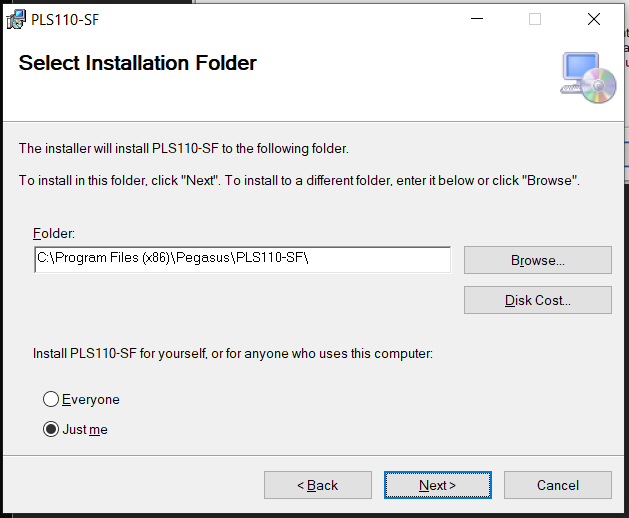 PLS110-SF
Select Installation Folder
The installer will install PLS110-SF to the following folder.
To install in this folder, click "Next". To install to a different folder, enter it below or click "Browse".
Folder:
C:\Program Files (x86)\Pegasus\PLS110-SF\
Browse...
Disk Cost...
Install PLS110-SF for yourself, or for anyone who uses this computer:
Everyone
Just me
< Back
Next >
Cancel